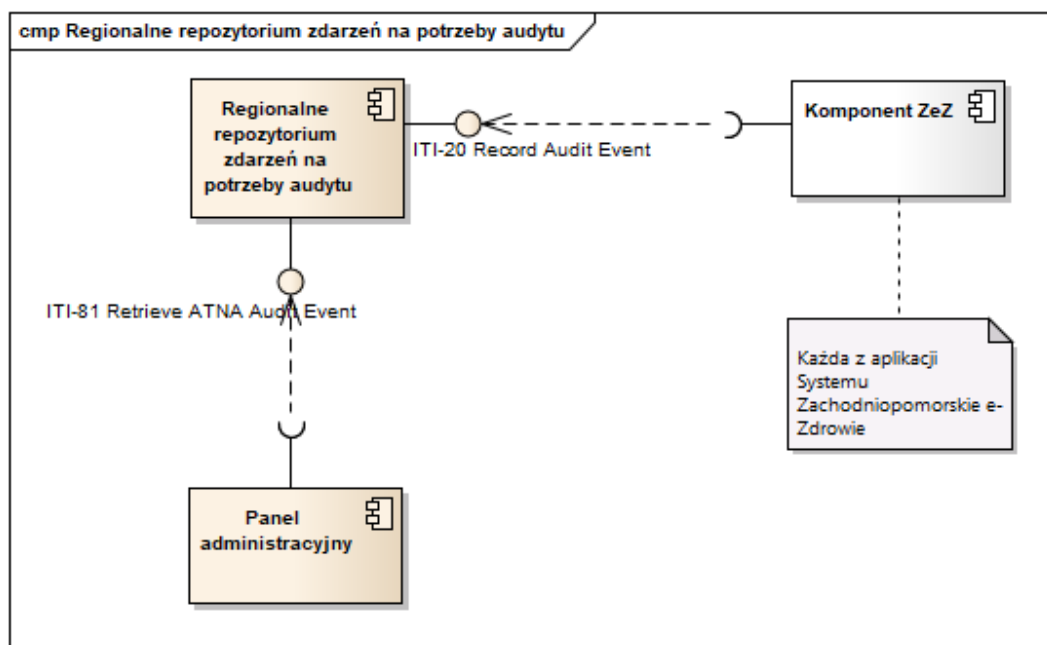 cmp Regionalne repozytorium zdarzeń na potrzeby audytu
Regionalne
repozytorium
zdarzeń na
potrzeby audytu
ITI-20 Record Audit Event
Komponent ZeZ
ITI-81 Retrieve ATNA Audit Event
Każda z aplikacji
Systemu
Zachodniopomorskie e-
Zdrowie
Panel
administracyjny